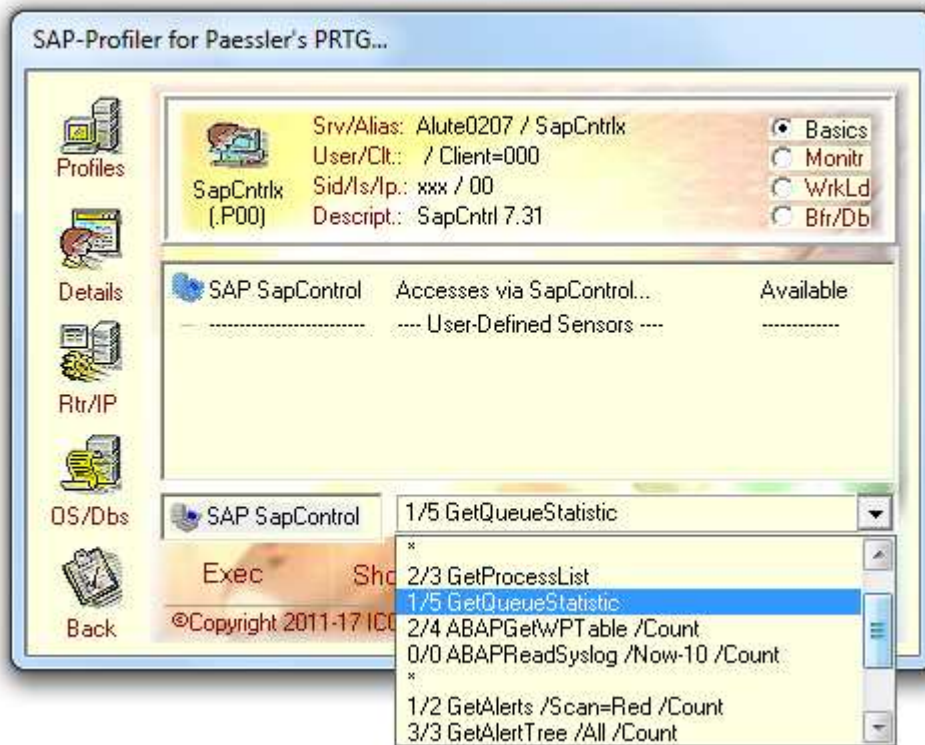 SAP-Profiler for Paessler's PRTG...
Profiles
Details
Rtr/IP
OS/Dbs
Back
SapCntrlx
(.P00)
Srv/Alias: Alute0207 / SapCntrlx
User/Clt.: / Client=000
Sid/Is/Ip.: xxx / 00
Descript.: SapCntrl 7.31
Basics
Monitr
WrkLd
Bfr/Db
SAP SapControl Accesses via SapControl... Available
-- ------------------------ ---- User-Defined Sensors ---- ------------
SAP SapControl
1/5 GetQueueStatistic
*
2/3 GetProcessList
1/5 GetQueueStatistic
2/4 ABAPGetWPTable /Count
0/0 ABAPReadSyslog /Now-10 /Count
*
1/2 GetAlerts /Scan=Red /Count
3/3 GetAlertTree /All /Count
Exec
©Copyright 2011-17